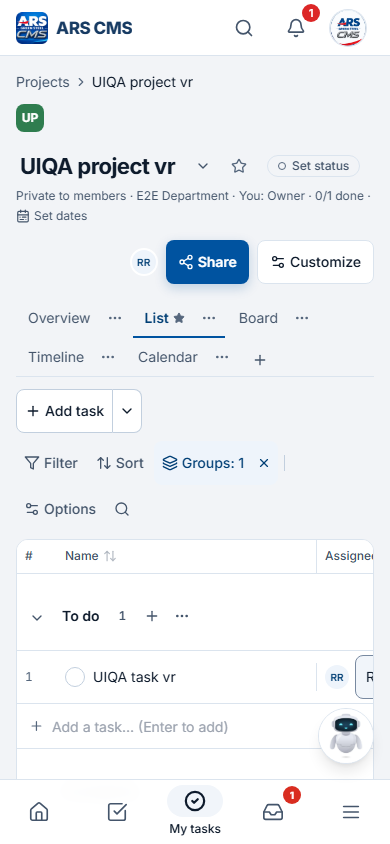 ARS CMS
1
Projects > UIQA project vr
UP
UIQA project vr
Set status
Private to members · E2E Department · You: Owner · 0/1 done ·
Set dates
RR
Share
Customize
Overview ··· List ··· Board ···
Timeline ··· Calendar ··· +
+ Add task
Filter Sort Groups: 1 ×
Options
# Name Assigne
To do 1 + ···
1 UIQA task vr RR R
+ Add a task... (Enter to add)
1
My tasks